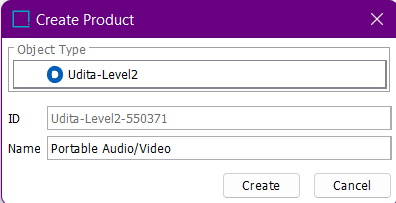 Create Product
Object Type
Udita-Level2
ID Udita-Level2-550371
Name Portable Audio/Video
Create Cancel